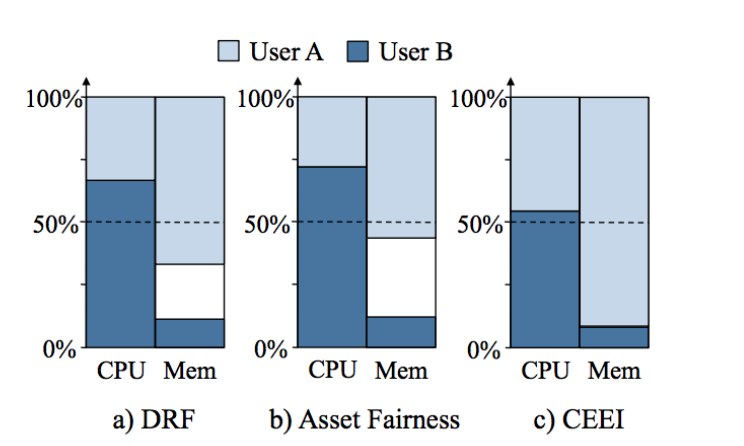 User A User B
100% 100% 100%
50% 50% 50%
0% 0% 0%
CPU Mem CPU Mem CPU Mem
a) DRF b) Asset Fairness c) CEEI